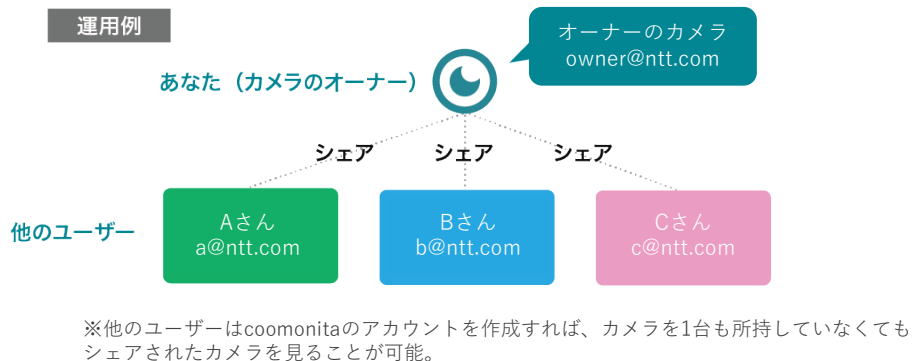 運用例
オーナーのカメラ
owner@ntt.com
あなた（カメラのオーナー）
シェア
シェア
シェア
他のユーザー
Aさん
a@ntt.com
Bさん
b@ntt.com
Cさん
c@ntt.com
※他のユーザーはcoomonitaのアカウントを作成すれば、カメラを1台も所持していなくても
シェアされたカメラを見ることが可能。